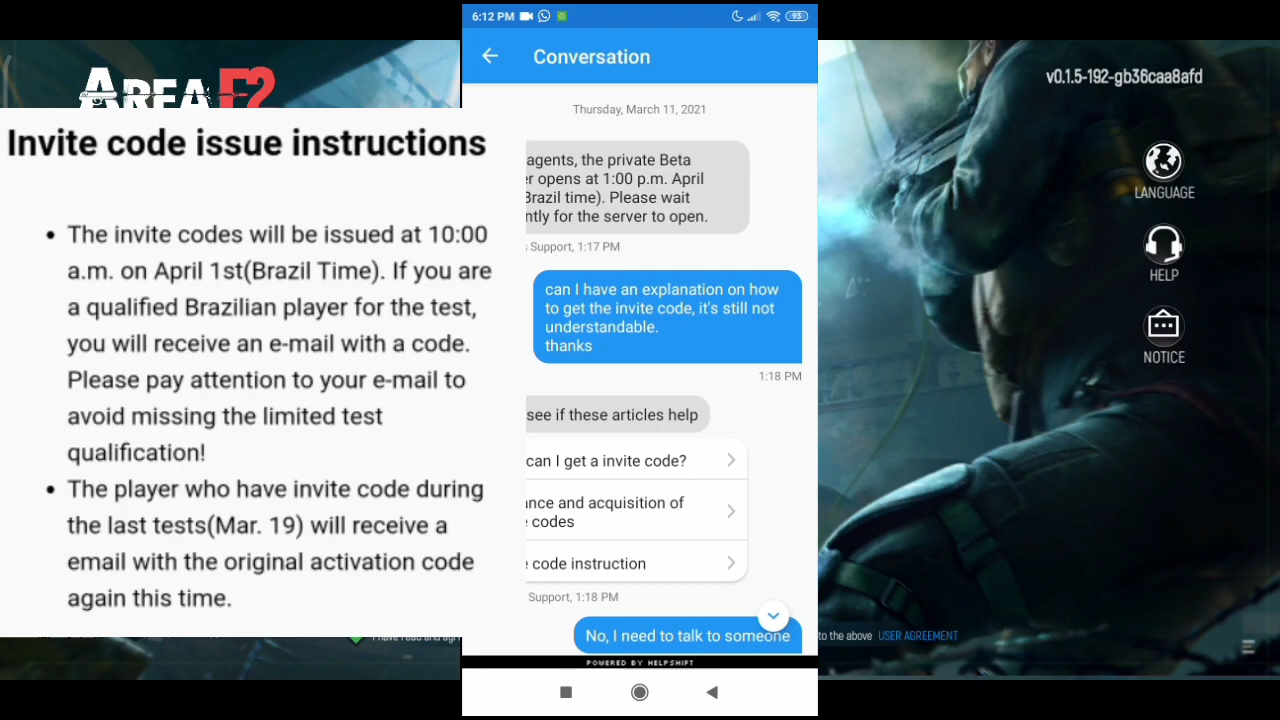 AREA F2
Invite code issue instructions
• The invite codes will be issued at 10:00
a.m. on April 1st(Brazil Time). If you are
a qualified Brazilian player for the test,
you will receive an e-mail with a code.
Please pay attention to your e-mail to
avoid missing the limited test
qualification!
• The player who have invite code during
the last tests(Mar. 19) will receive a
email with the original activation code
again this time.
6:12 PM
93
Conversation
Thursday, March 11, 2021
agents, the private Beta
er opens at 1:00 p.m. April
Brazil time). Please wait
ntly for the server to open.
Support, 1:17 PM
can I have an explanation on how
to get the invite code, it's still not
understandable.
thanks
1:18 PM
see if these articles help
can I get a invite code?
nce and acquisition of
codes
code instruction
Support, 1:18 PM
No, I need to talk to someone
POWERED BY HELPSHIFT
v0.1.5-192-gb36caa8afd
LANGUAGE
HELP
NOTICE
to the above USER AGREEMENT